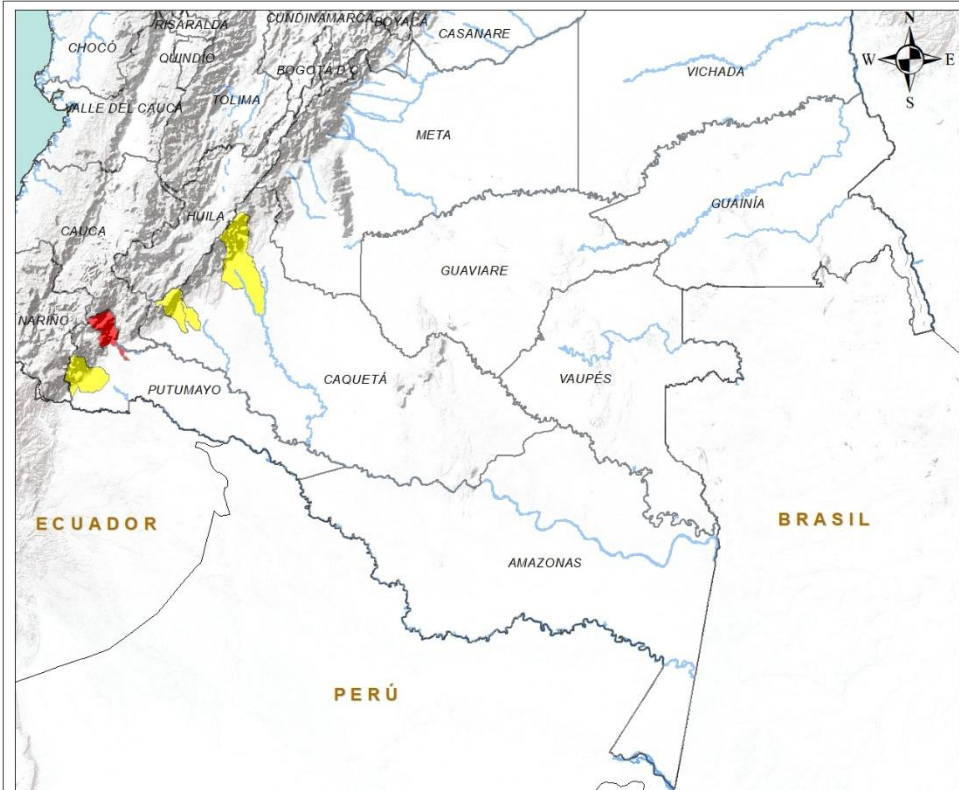 RISARALDA
CUNDINAMARCA
BOYACÁ
CASANARE
N
CHOCÓ
QUINDÍO
BOGOTÁ D.C
VICHADA
W
E
S
VALLE DEL CAUCA
TOLIMA
META
HUILA
CAUCA
GUAINÍA
GUAVIARE
NARIÑO
PUTUMAYO
CAQUETÁ
VAUPÉS
ECUADOR
BRASIL
AMAZONAS
PERÚ